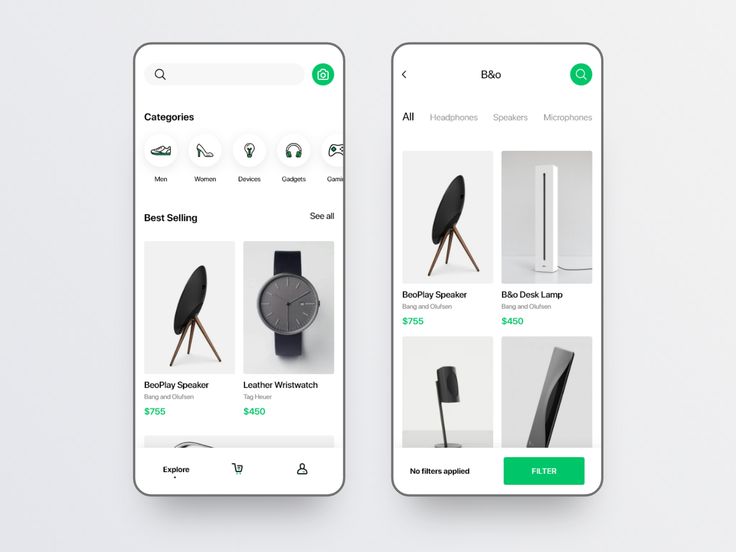 Categories
Men
Women
Devices
Gadgets
Gami
Best Selling
See all
BeoPlay Speaker
Bang and Olufsen
$755
Leather Wristwatch
Tag Heuer
$450
Explore
B&o
All
Headphones
Speakers
Microphones
BeoPlay Speaker
Bang and Olufsen
$755
B&o Desk Lamp
Bang and Olufsen
$450
No filters applied
FILTER